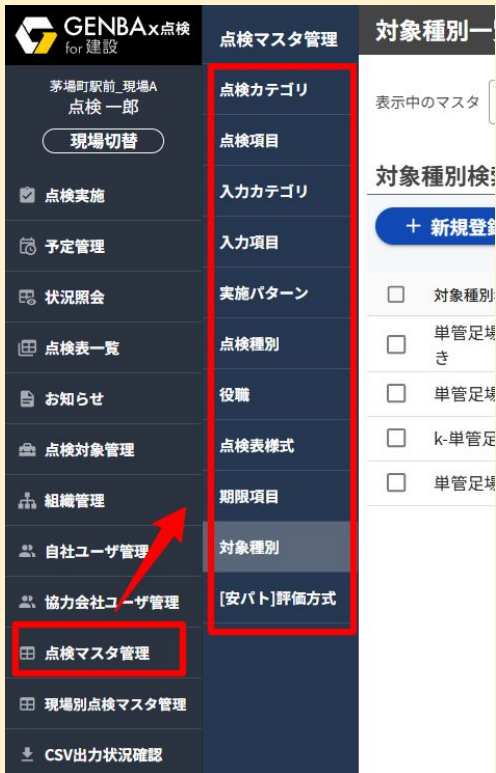 GENBAx点検
for 建設
茅場町駅前_現場A
点検 一郎
現場切替
点検実施
予定管理
状況照会
点検表一覧
お知らせ
点検対象管理
組織管理
自社ユーザ管理
協力会社ユーザ管理
点検マスタ管理
現場別点検マスタ管理
CSV出力状況確認
点検マスタ管理
点検カテゴリ
点検項目
入力カテゴリ
入力項目
実施パターン
点検種別
役職
点検表様式
期限項目
対象種別
[安パト]評価方式
対象種別一
表示中のマスタ
対象種別検
+ 新規登
対象種別
単管足場
き
単管足場
k-単管足
単管足場